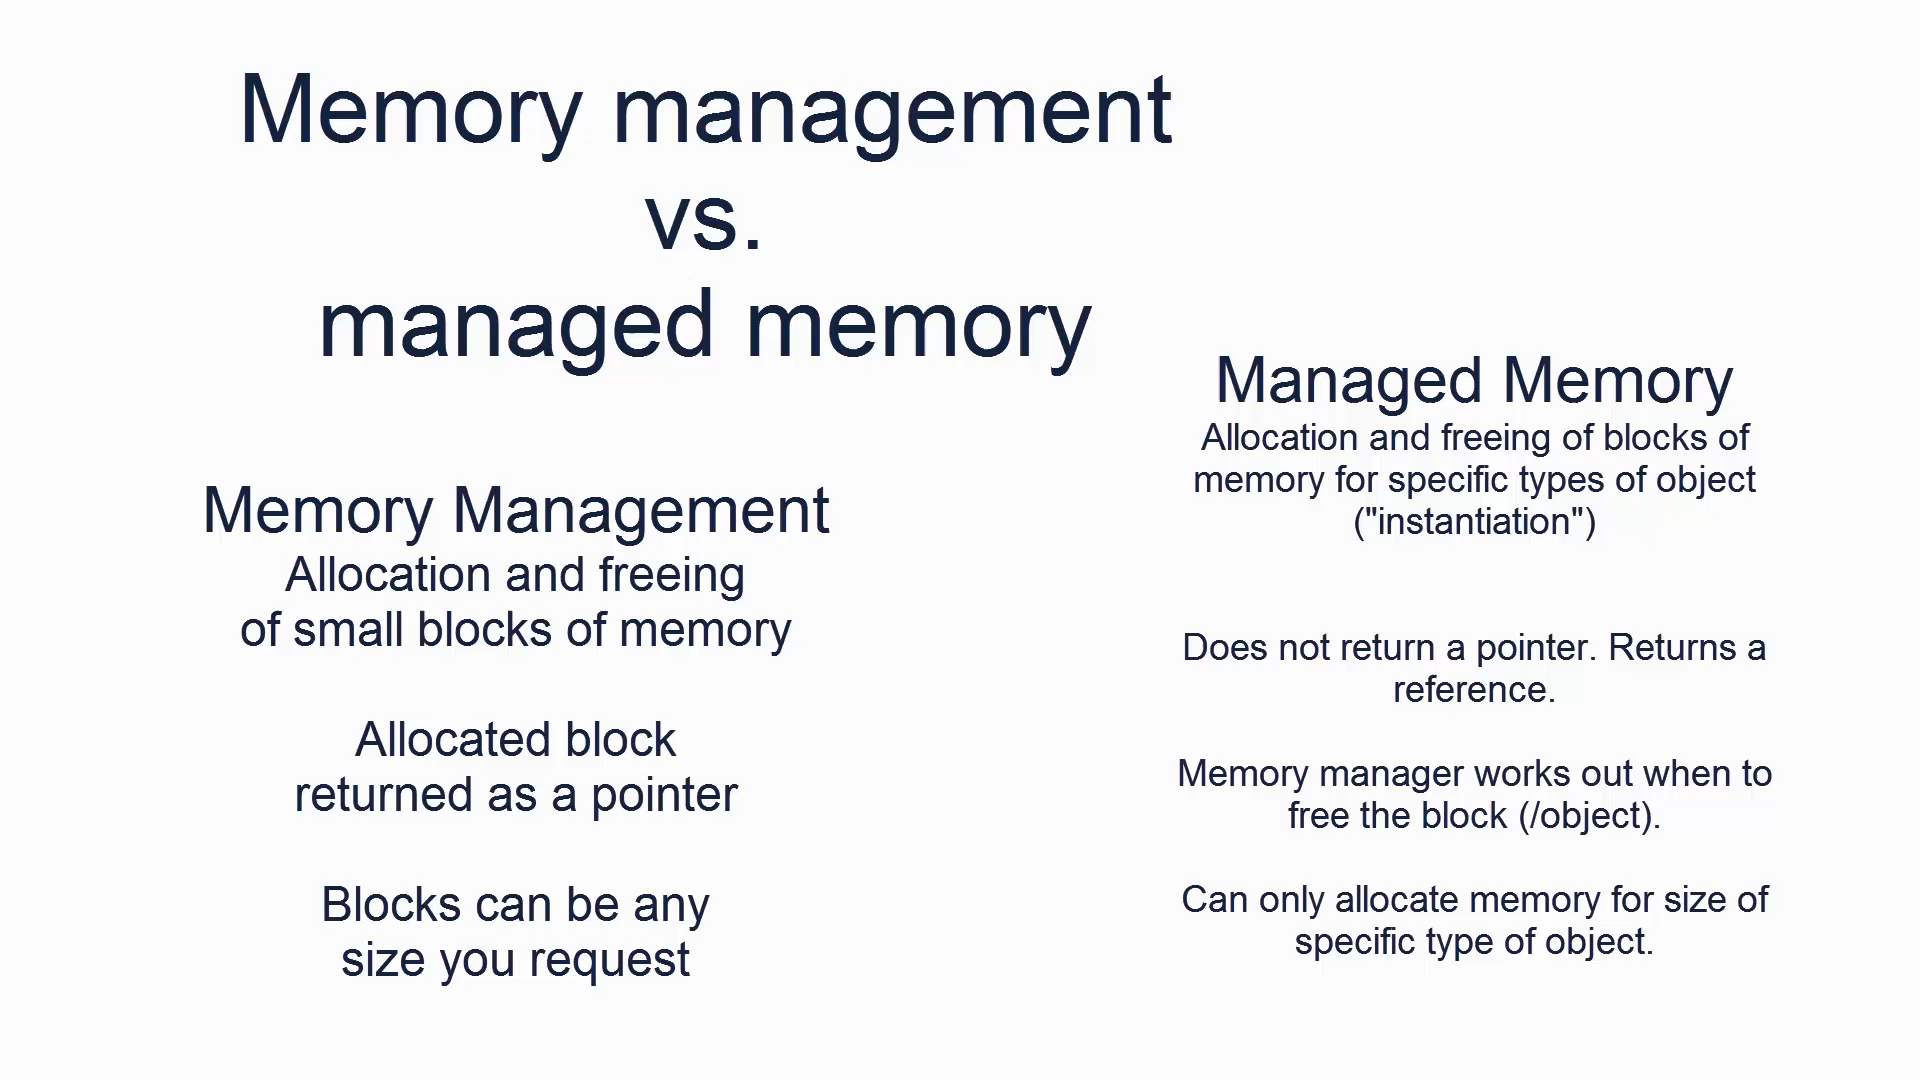 Memory management
vs.
managed memory
Memory Management
Allocation and freeing
of small blocks of memory
Allocated block
returned as a pointer
Blocks can be any
size you request
Managed Memory
Allocation and freeing of blocks of
memory for specific types of object
("instantiation")
Does not return a pointer. Returns a
reference.
Memory manager works out when to
free the block (/object).
Can only allocate memory for size of
specific type of object.